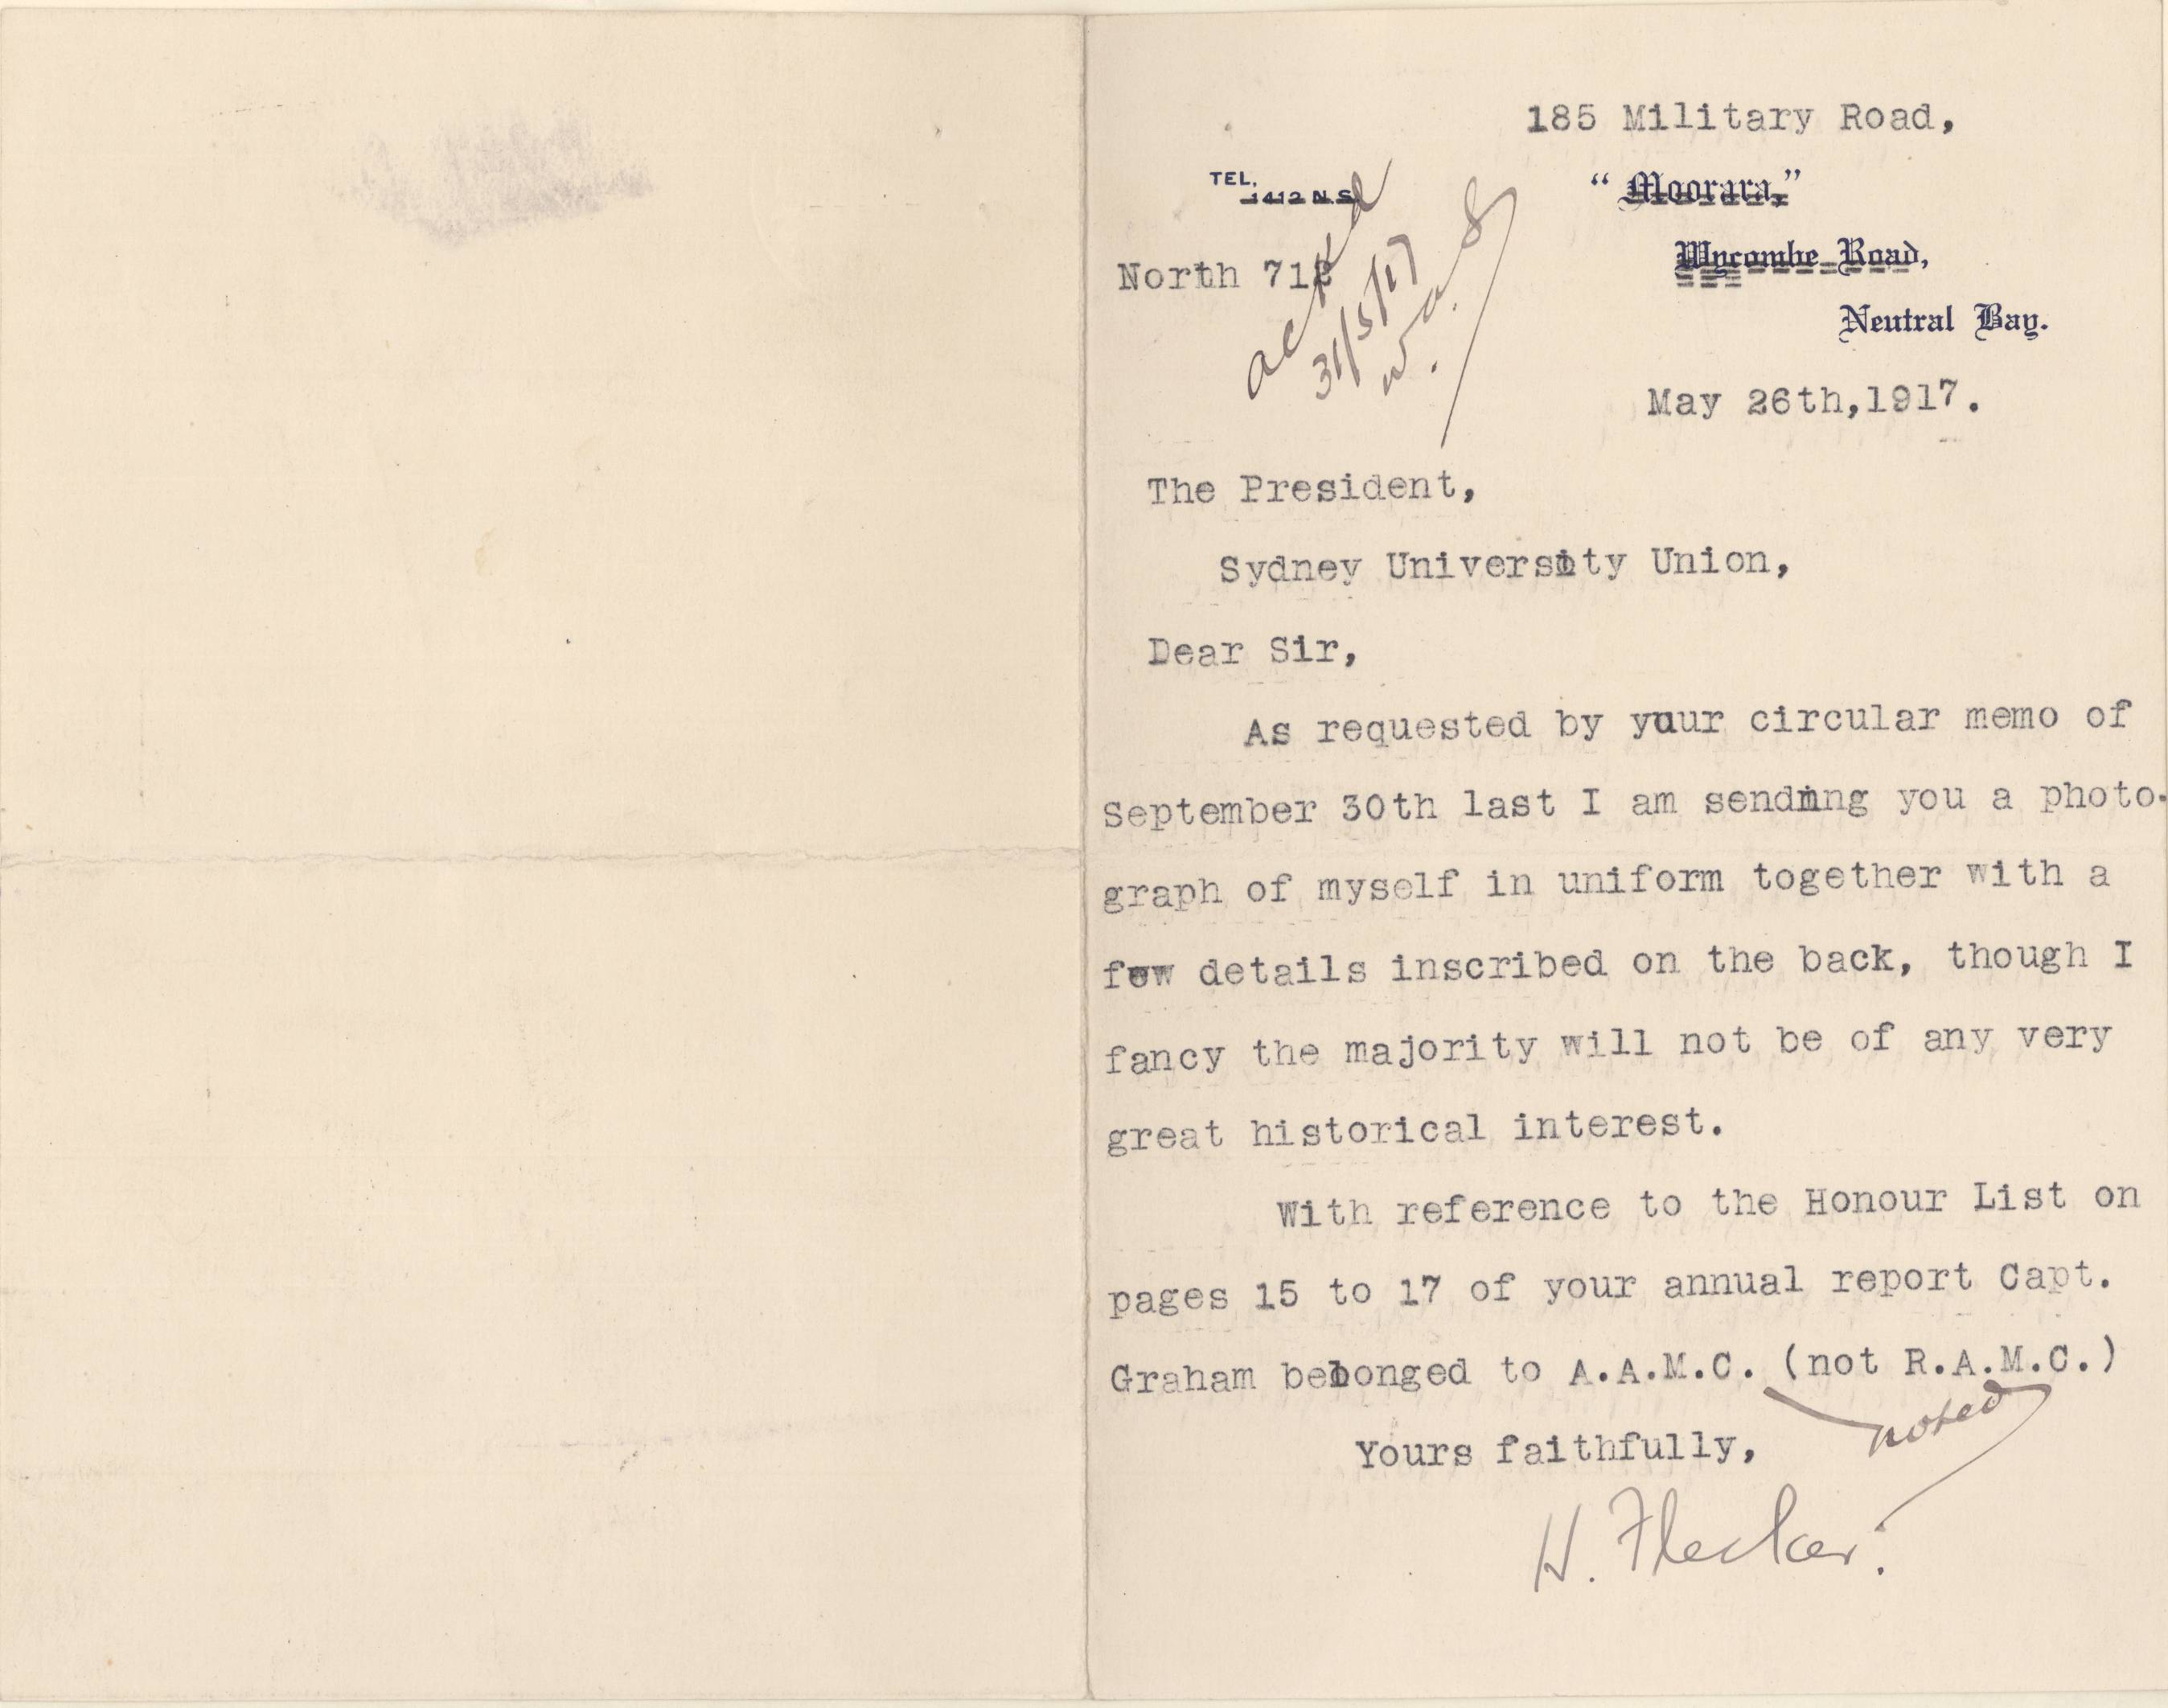 185 Military Road,
TEL. 1412 N.S.
“ Moorara,”
Wycombe Road,
North 712
Neutral Bay.
ackd
31/5/17
May 26th,1917.
The President,
Sydney University Union,
Dear Sir,
As requested by yuur circular memo of
September 30th last I am sending you a photo-
graph of myself in uniform together with a
few details inscribed on the back, though I
fancy the majority will not be of any very
great historical interest.
With reference to the Honour List on
pages 15 to 17 of your annual report Capt.
Graham belonged to A.A.M.C. (not R.A.M.C.)
noted
Yours faithfully,
H. Flecker.